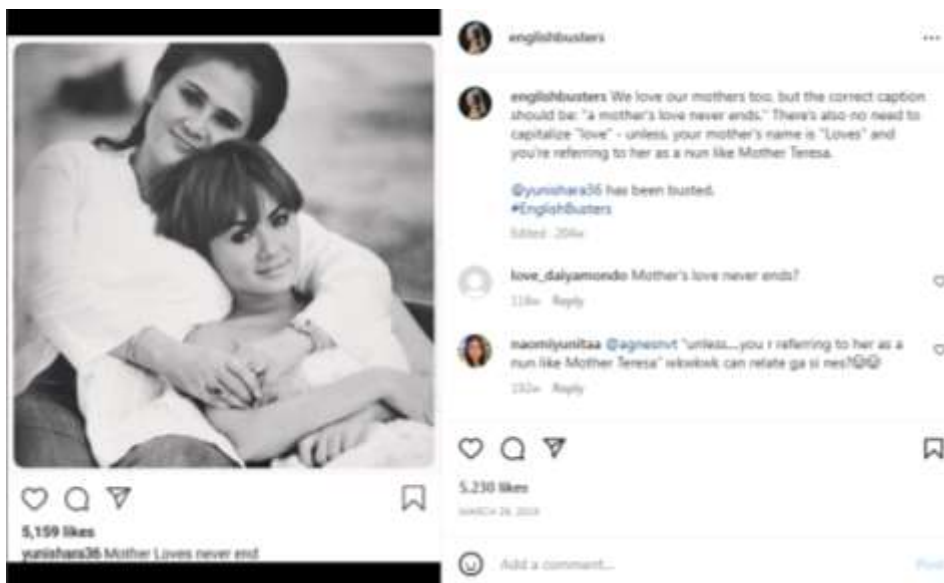 5,159 likes
yunishara36 Mother Loves never end
englishbusters
englishbusters We love our mothers too, but the correct caption
should be: "a mother's love never ends." There's also no need to
capitalize "love" - unless, your mother's name is "Loves" and
you're referring to her as a nun like Mother Teresa.
@yunishara36 has been busted.
#EnglishBusters
Edited · 204w
love_daiyamondo Mother's love never ends?
Reply
naomiyunitaa @agnesnvt "unless....you r referring to her as a
nun like Mother Teresa" wkwkwk can relate ga si nes?
Reply
5.230 likes
MARCH 2019
Add a comment...
Post